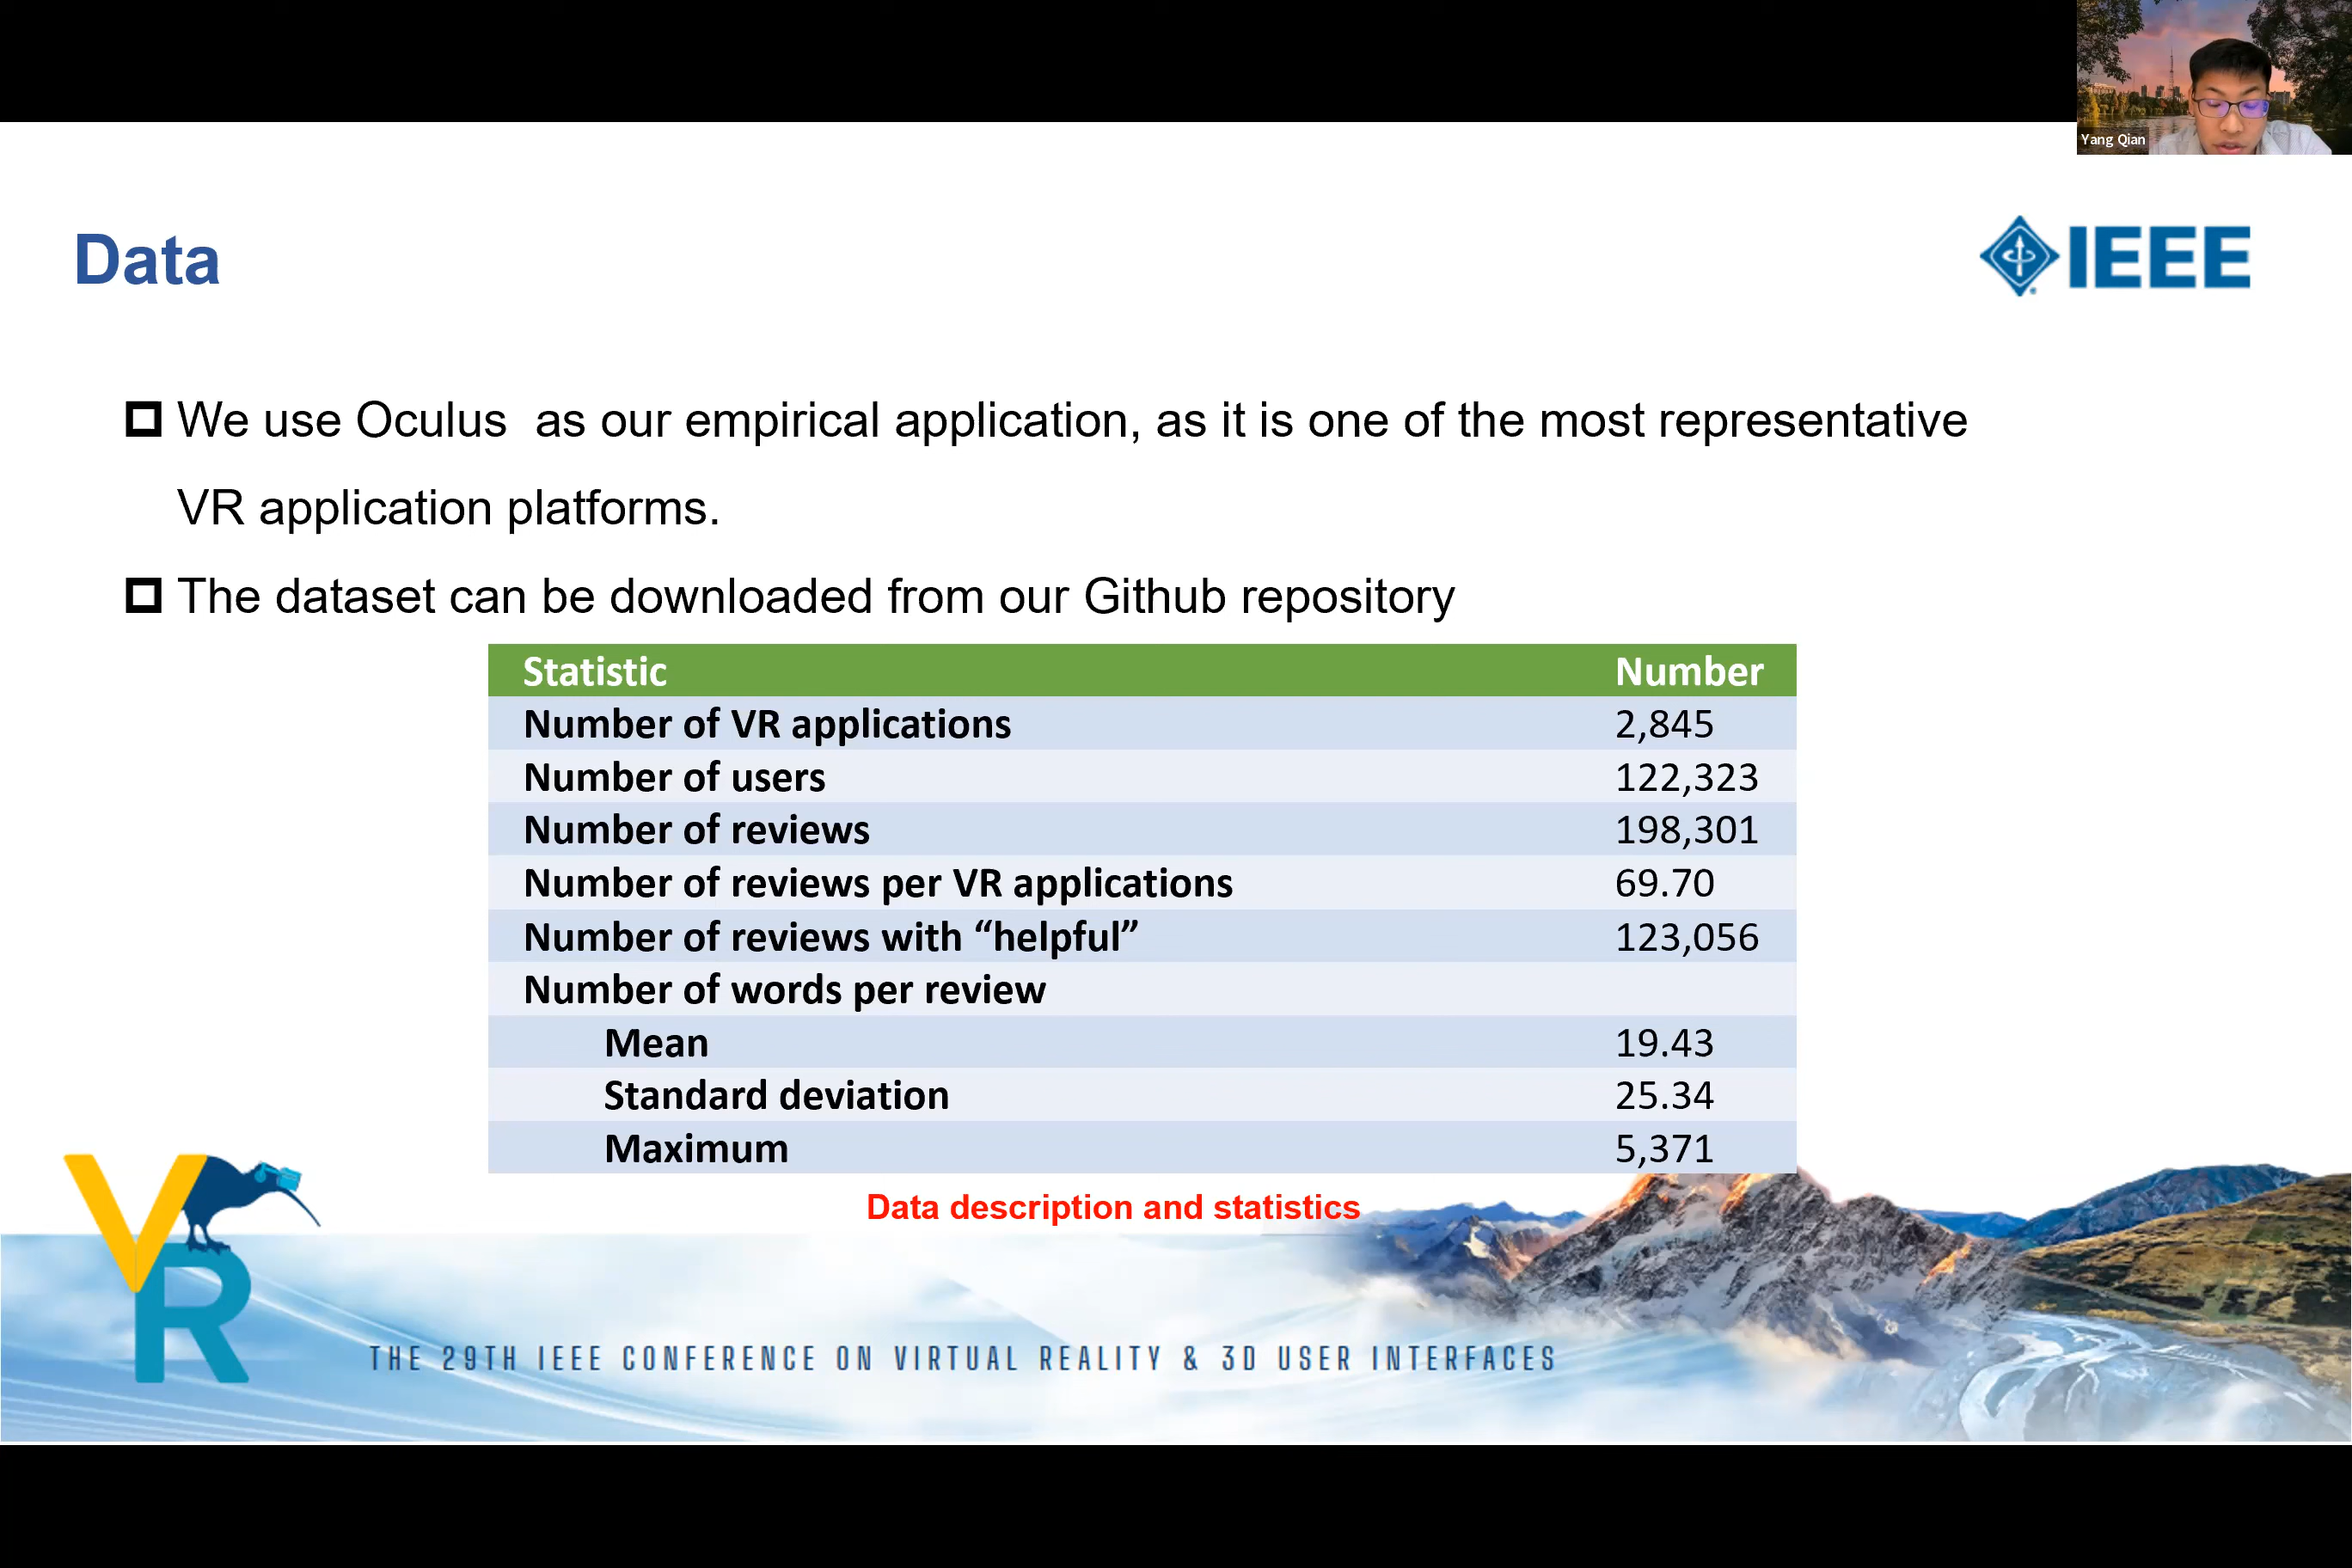 Yang Qian
Data
IEEE
We use Oculus  as our empirical application, as it is one of the most representative
VR application platforms.
The dataset can be downloaded from our Github repository
Statistic Number
Number of VR applications 2,845
Number of users 122,323
Number of reviews 198,301
Number of reviews per VR applications 69.70
Number of reviews with “helpful” 123,056
Number of words per review
Mean 19.43
Standard deviation 25.34
Maximum 5,371
Data description and statistics
VR
THE 29TH IEEE CONFERENCE ON VIRTUAL REALITY & 3D USER INTERFACES